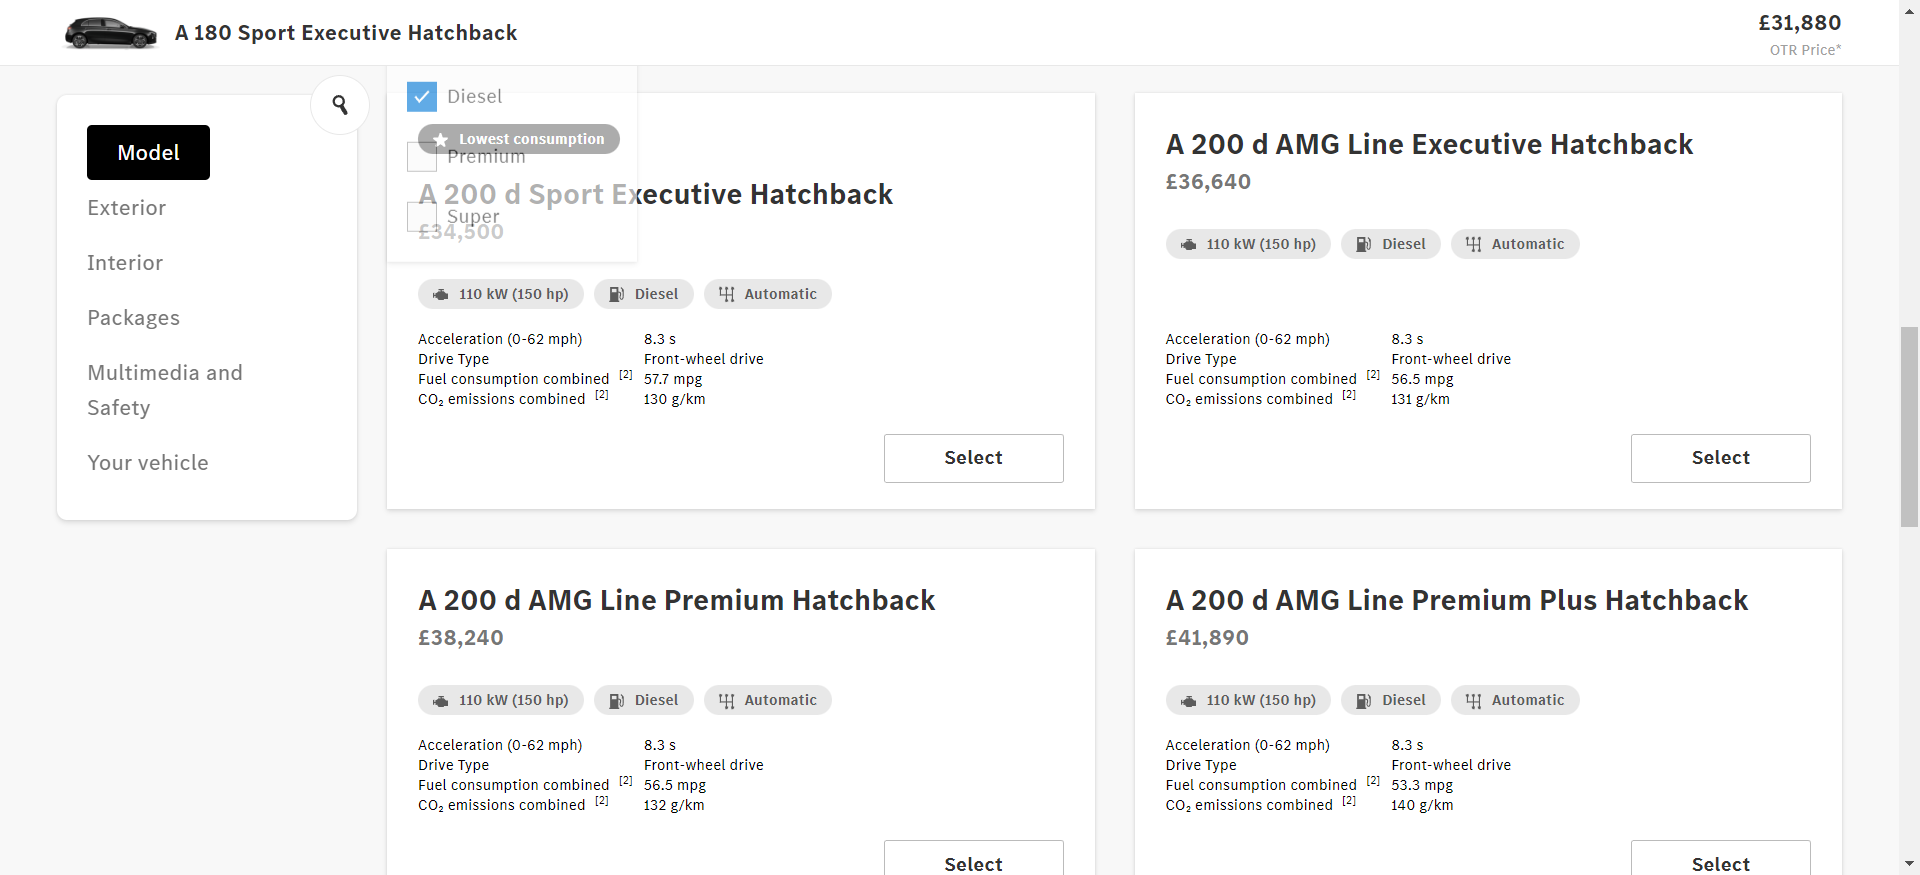 A 180 Sport Executive Hatchback
£31,880
OTR Price*
Model
Exterior
Interior
Packages
Multimedia and
Safety
Your vehicle
Diesel
Premium
Super
Lowest consumption
A 200 d Sport Executive Hatchback
£34,500
110 kW (150 hp) Diesel Automatic
Acceleration (0-62 mph) 8.3 s
Drive Type Front-wheel drive
Fuel consumption combined [2] 57.7 mpg
CO₂ emissions combined [2] 130 g/km
Select
A 200 d AMG Line Executive Hatchback
£36,640
110 kW (150 hp) Diesel Automatic
Acceleration (0-62 mph) 8.3 s
Drive Type Front-wheel drive
Fuel consumption combined [2] 56.5 mpg
CO₂ emissions combined [2] 131 g/km
Select
A 200 d AMG Line Premium Hatchback
£38,240
110 kW (150 hp) Diesel Automatic
Acceleration (0-62 mph) 8.3 s
Drive Type Front-wheel drive
Fuel consumption combined [2] 56.5 mpg
CO₂ emissions combined [2] 132 g/km
Select
A 200 d AMG Line Premium Plus Hatchback
£41,890
110 kW (150 hp) Diesel Automatic
Acceleration (0-62 mph) 8.3 s
Drive Type Front-wheel drive
Fuel consumption combined [2] 53.3 mpg
CO₂ emissions combined [2] 140 g/km
Select